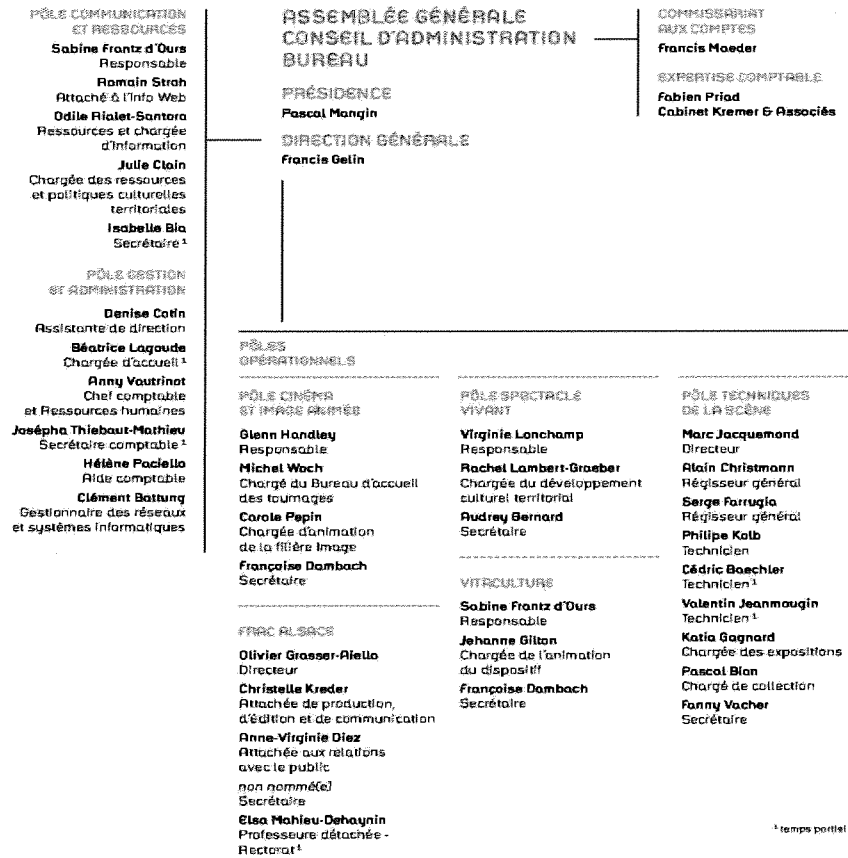 PÔLE COMMUNICATION
ET RESSOURCES
Sabine Frantz d'Ours
Responsable
Romain Stroh
Attaché à l'Info Web
Odile Rialet-Santoro
Ressources et chargée
d'Information
Julie Clain
Chargée des ressources
et politiques culturelles
territoriales
Isabelle Bia
Secrétaire ¹
PÔLE GESTION
ET ADMINISTRATION
Denise Cotin
Assistante de direction
Béatrice Lagaude
Chargée d'accueil ¹
Anny Vautrinot
Chef comptable
et Ressources humaines
Josépha Thiebaut-Mathieu
Secrétaire comptable ¹
Hélène Paciello
Aide comptable
Clément Battung
Gestionnaire des réseaux
et systèmes informatiques
ASSEMBLÉE GÉNÉRALE
CONSEIL D'ADMINISTRATION
BUREAU
PRÉSIDENCE
Pascal Mangin
DIRECTION GÉNÉRALE
Francis Gelin
COMMISSARIAT
AUX COMPTES
Francis Maeder
EXPERTISE COMPTABLE
Fabien Priad
Cabinet Kremer & Associés
PÔLES
OPÉRATIONNELS
PÔLE CINÉMA
ET IMAGE ANIMÉE
Glenn Handley
Responsable
Michel Woch
Chargé du Bureau d'accueil
des tournages
Carole Pepin
Chargée d'animation
de la filière Image
Françoise Dambach
Secrétaire
FRAC ALSACE
Olivier Grasser-Aiello
Directeur
Christelle Kreder
Attachée de production,
d'édition et de communication
Anne-Virginie Diez
Attachée aux relations
avec le public
non nommé[e]
Secrétaire
Elsa Mahieu-Dehaynin
Professeure détachée -
Rectorat ¹
PÔLE SPECTACLE
VIVANT
Virginie Lonchamp
Responsable
Rachel Lambert-Graeber
Chargée du développement
culturel territorial
Audrey Bernard
Secrétaire
VITACULTURE
Sabine Frantz d'Ours
Responsable
Jehanne Gilton
Chargée de l'animation
du dispositif
Françoise Dambach
Secrétaire
PÔLE TECHNIQUES
DE LA SCÈNE
Marc Jacquemond
Directeur
Alain Christmann
Régisseur général
Serge Farrugia
Régisseur général
Philipe Kolb
Technicien
Cédric Baechler
Technicien ¹
Valentin Jeanmougin
Technicien ¹
Katia Gagnard
Chargée des expositions
Pascal Bian
Chargé de collection
Fanny Vacher
Secrétaire
¹ temps partiel